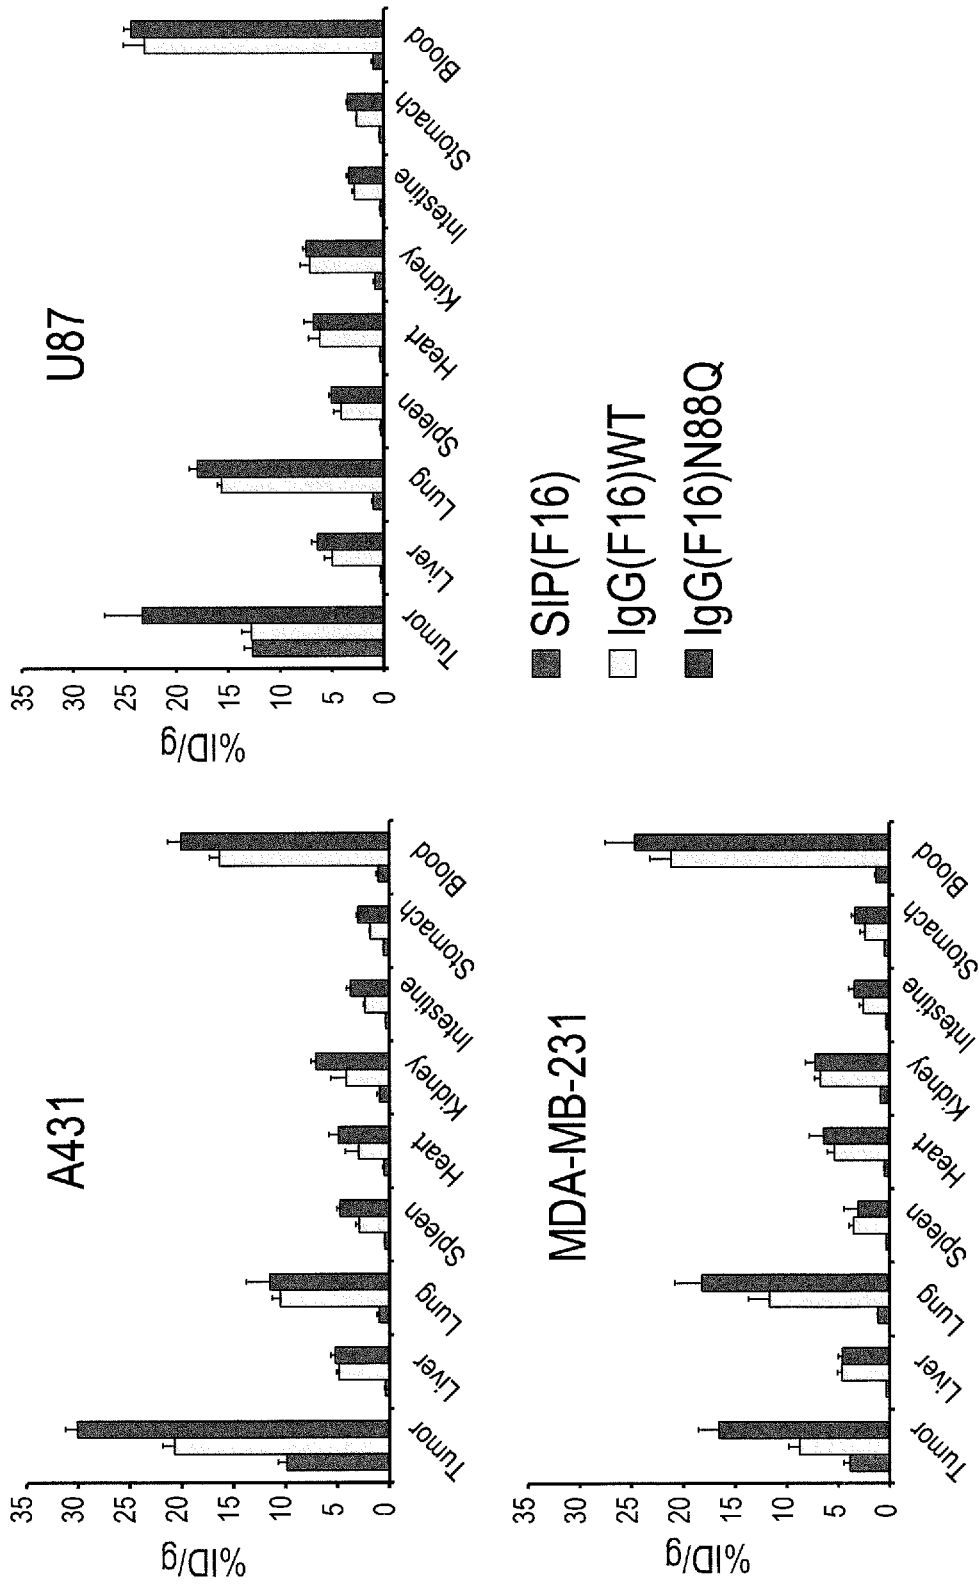 A431
%ID/g
35
30
25
20
15
10
5
0
Tumor
Liver
Lung
Spleen
Heart
Kidney
Intestine
Stomach
Blood
U87
%ID/g
35
30
25
20
15
10
5
0
Tumor
Liver
Lung
Spleen
Heart
Kidney
Intestine
Stomach
Blood
MDA-MB-231
%ID/g
35
30
25
20
15
10
5
0
Tumor
Liver
Lung
Spleen
Heart
Kidney
Intestine
Stomach
Blood
SIP(F16)
IgG(F16)WT
IgG(F16)N88Q